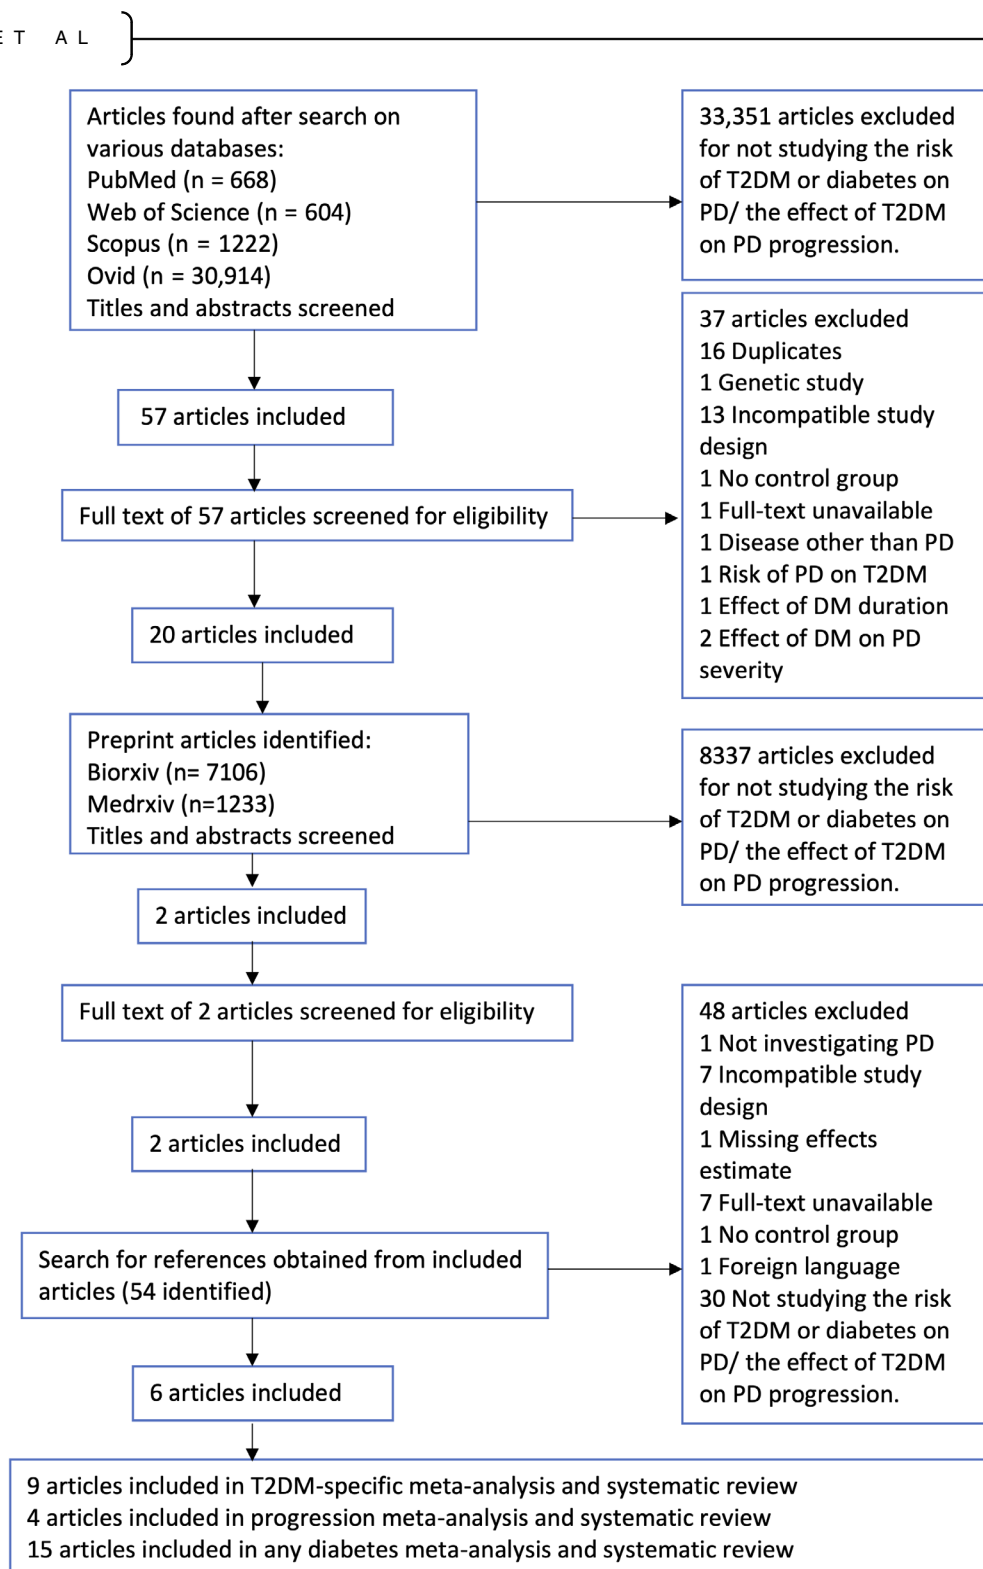 ET AL
Articles found after search on
various databases:
PubMed (n = 668)
Web of Science (n = 604)
Scopus (n = 1222)
Ovid (n = 30,914)
Titles and abstracts screened
33,351 articles excluded
for not studying the risk
of T2DM or diabetes on
PD/ the effect of T2DM
on PD progression.
57 articles included
Full text of 57 articles screened for eligibility
37 articles excluded
16 Duplicates
1 Genetic study
13 Incompatible study
design
1 No control group
1 Full-text unavailable
1 Disease other than PD
1 Risk of PD on T2DM
1 Effect of DM duration
2 Effect of DM on PD
severity
20 articles included
Preprint articles identified:
Biorxiv (n= 7106)
Medrxiv (n=1233)
Titles and abstracts screened
8337 articles excluded
for not studying the risk
of T2DM or diabetes on
PD/ the effect of T2DM
on PD progression.
2 articles included
Full text of 2 articles screened for eligibility
2 articles included
Search for references obtained from included
articles (54 identified)
48 articles excluded
1 Not investigating PD
7 Incompatible study
design
1 Missing effects
estimate
7 Full-text unavailable
1 No control group
1 Foreign language
30 Not studying the risk
of T2DM or diabetes on
PD/ the effect of T2DM
on PD progression.
6 articles included
9 articles included in T2DM-specific meta-analysis and systematic review
4 articles included in progression meta-analysis and systematic review
15 articles included in any diabetes meta-analysis and systematic review